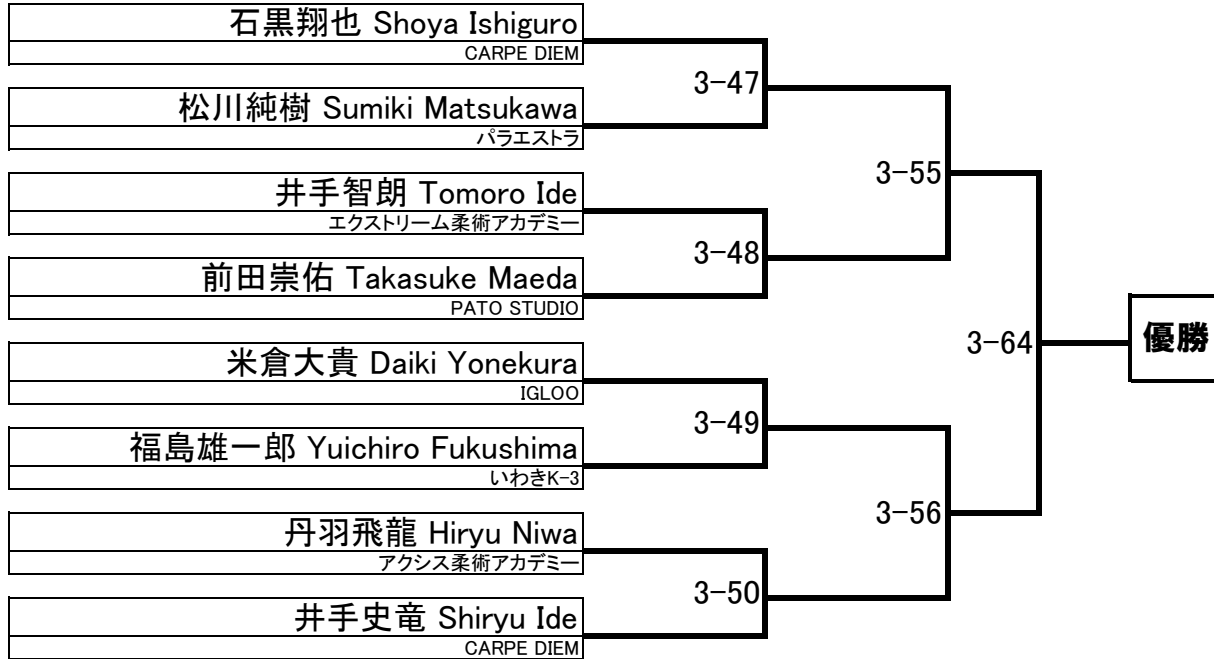 石黒翔也 Shoya Ishiguro
CARPE DIEM
3-47
松川純樹 Sumiki Matsukawa
パラエストラ
3-55
井手智朗 Tomoro Ide
エクストリーム柔術アカデミー
3-48
前田崇佑 Takasuke Maeda
PATO STUDIO
3-64
優勝
米倉大貴 Daiki Yonekura
IGLOO
3-49
福島雄一郎 Yuichiro Fukushima
いわきK-3
3-56
丹羽飛龍 Hiryu Niwa
アクシス柔術アカデミー
3-50
井手史竜 Shiryu Ide
CARPE DIEM